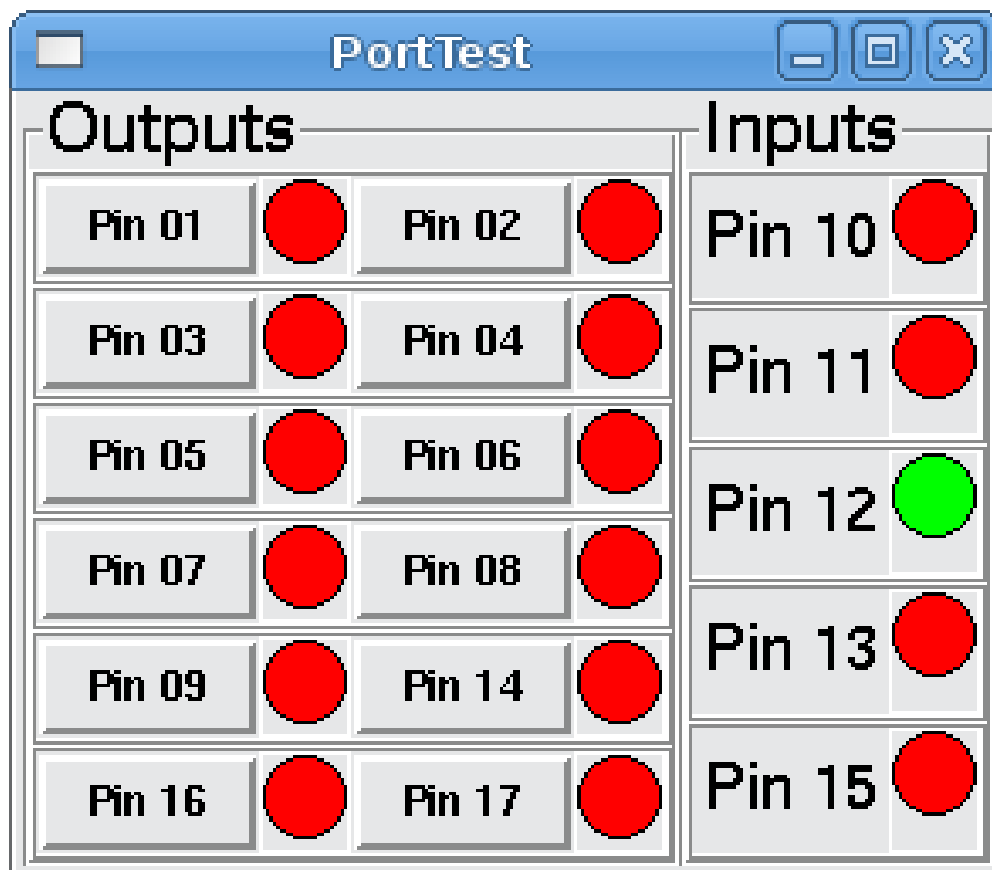 PortTest
Outputs
Pin 01 Pin 02
Pin 03 Pin 04
Pin 05 Pin 06
Pin 07 Pin 08
Pin 09 Pin 14
Pin 16 Pin 17
Inputs
Pin 10
Pin 11
Pin 12
Pin 13
Pin 15